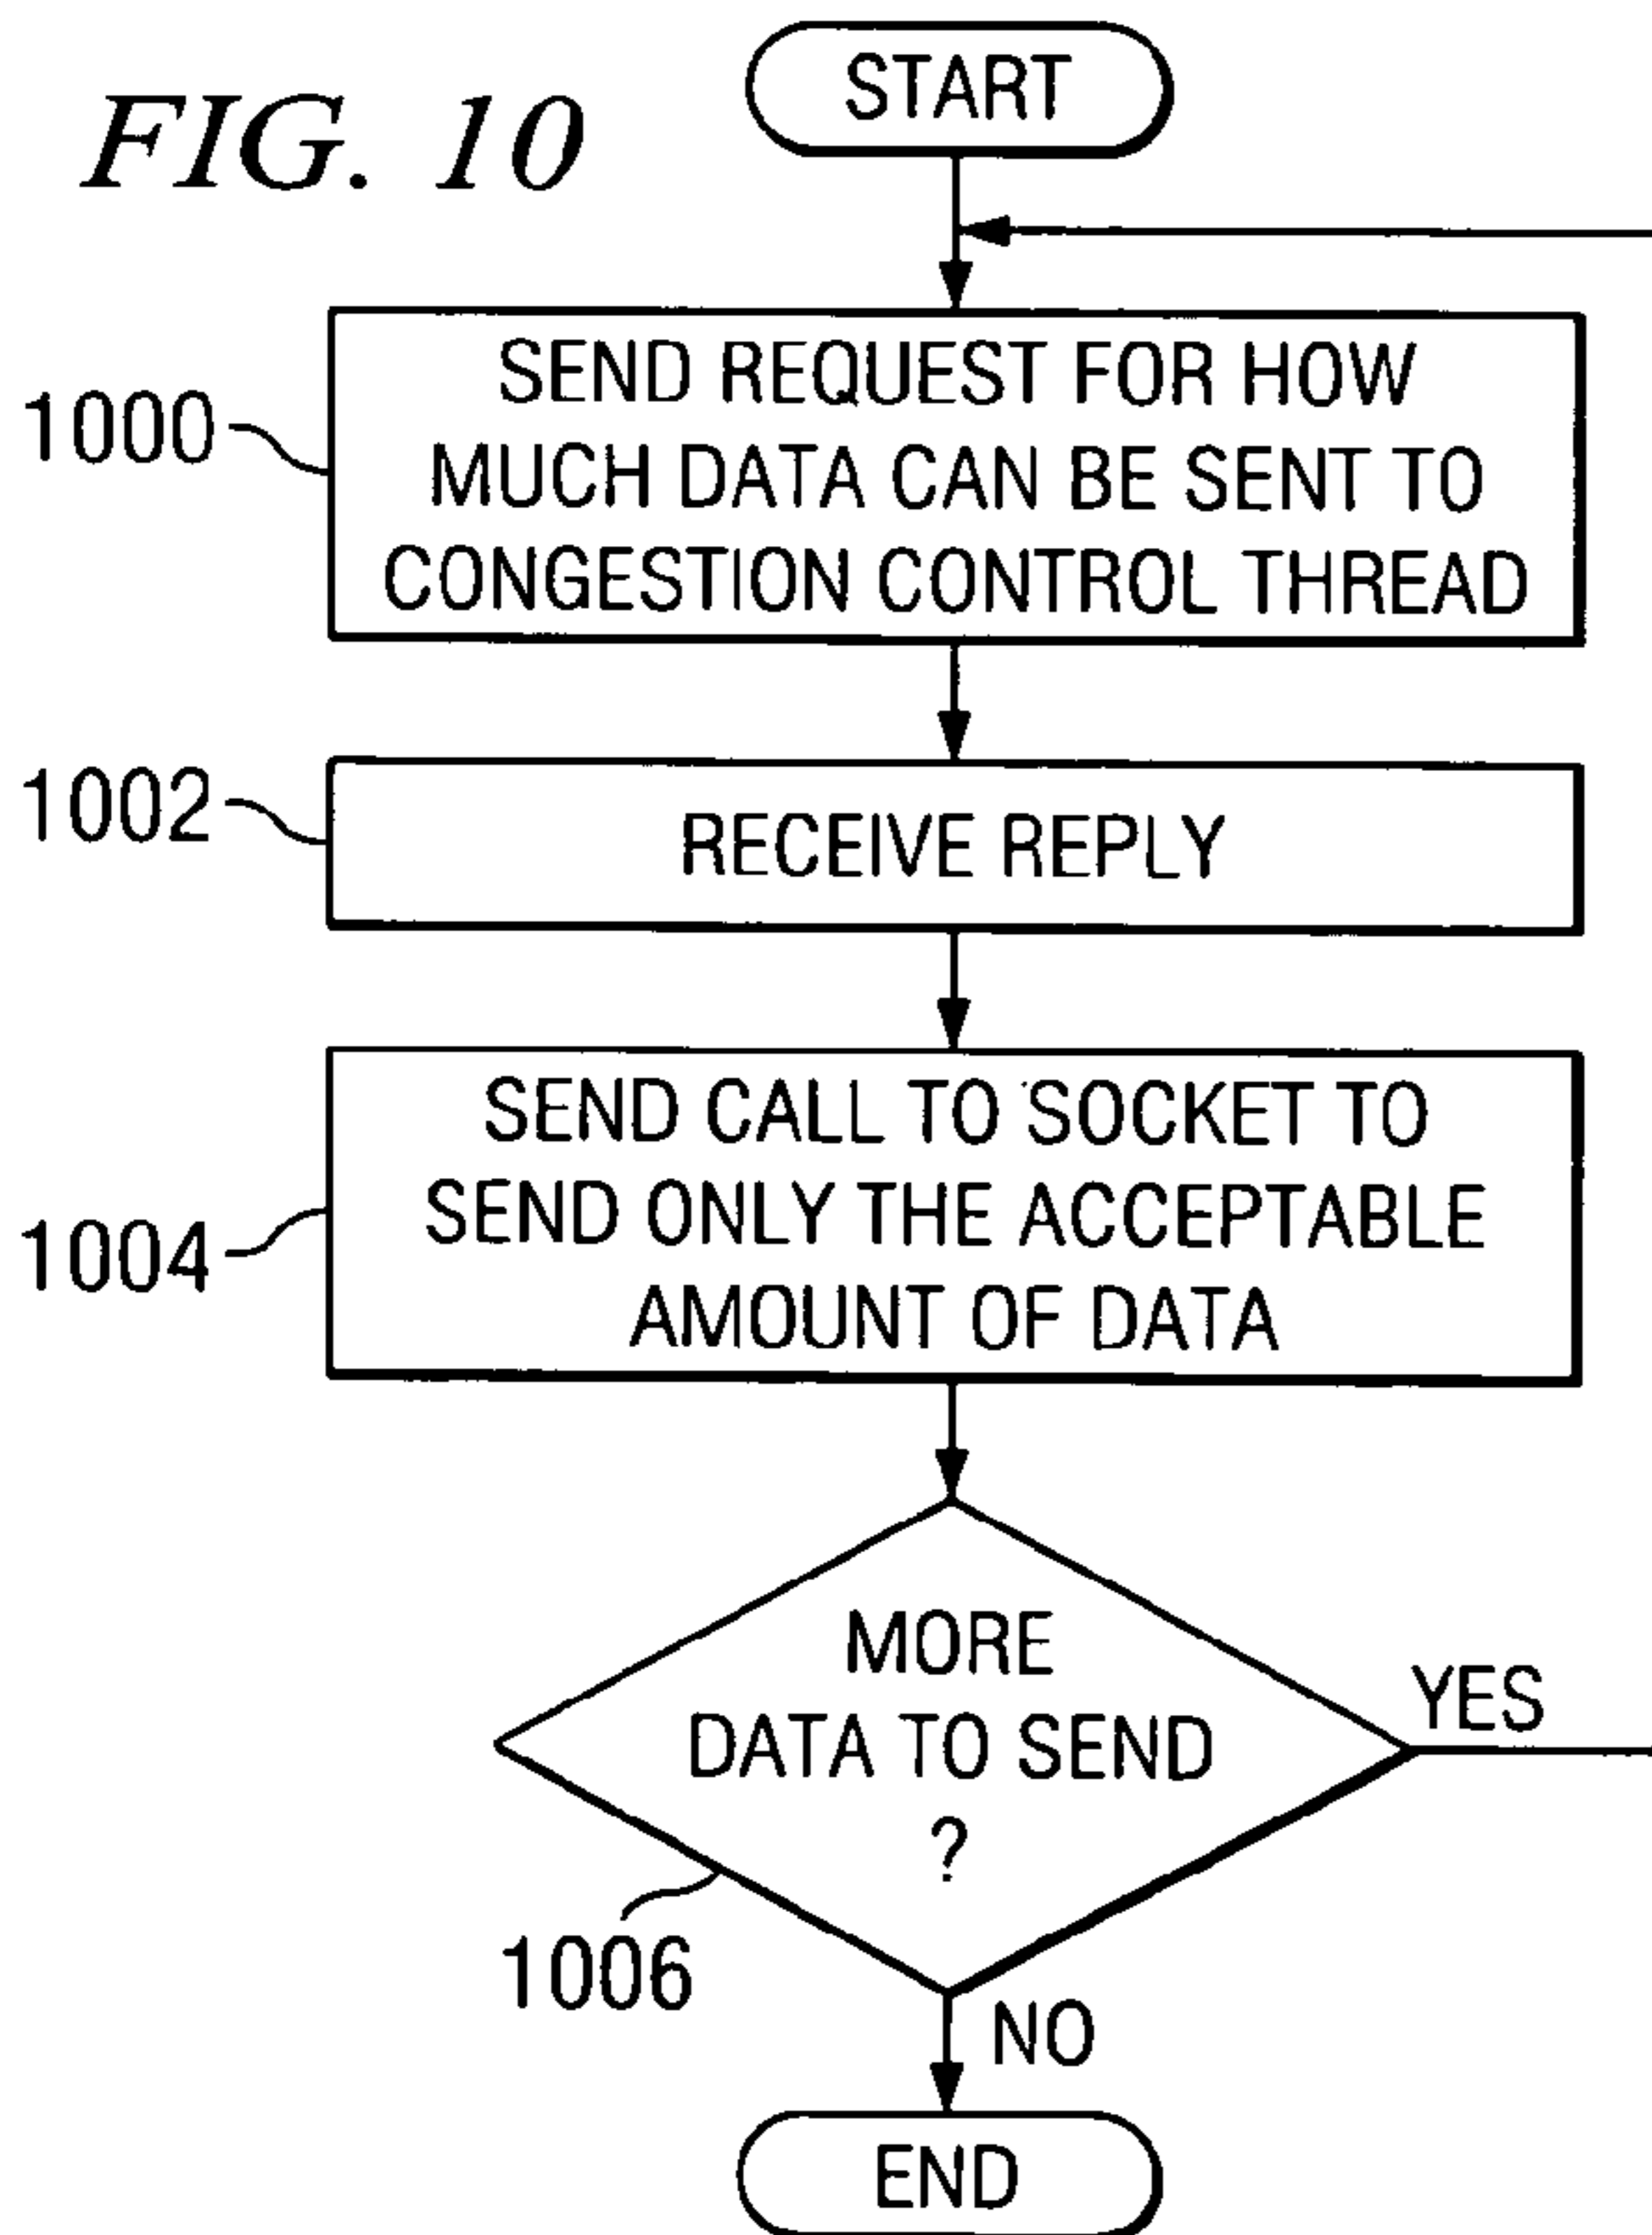 FIG. 10
START
1000
SEND REQUEST FOR HOW
MUCH DATA CAN BE SENT TO
CONGESTION CONTROL THREAD
1002
RECEIVE REPLY
1004
SEND CALL TO SOCKET TO
SEND ONLY THE ACCEPTABLE
AMOUNT OF DATA
MORE
DATA TO SEND
?
YES
1006
NO
END